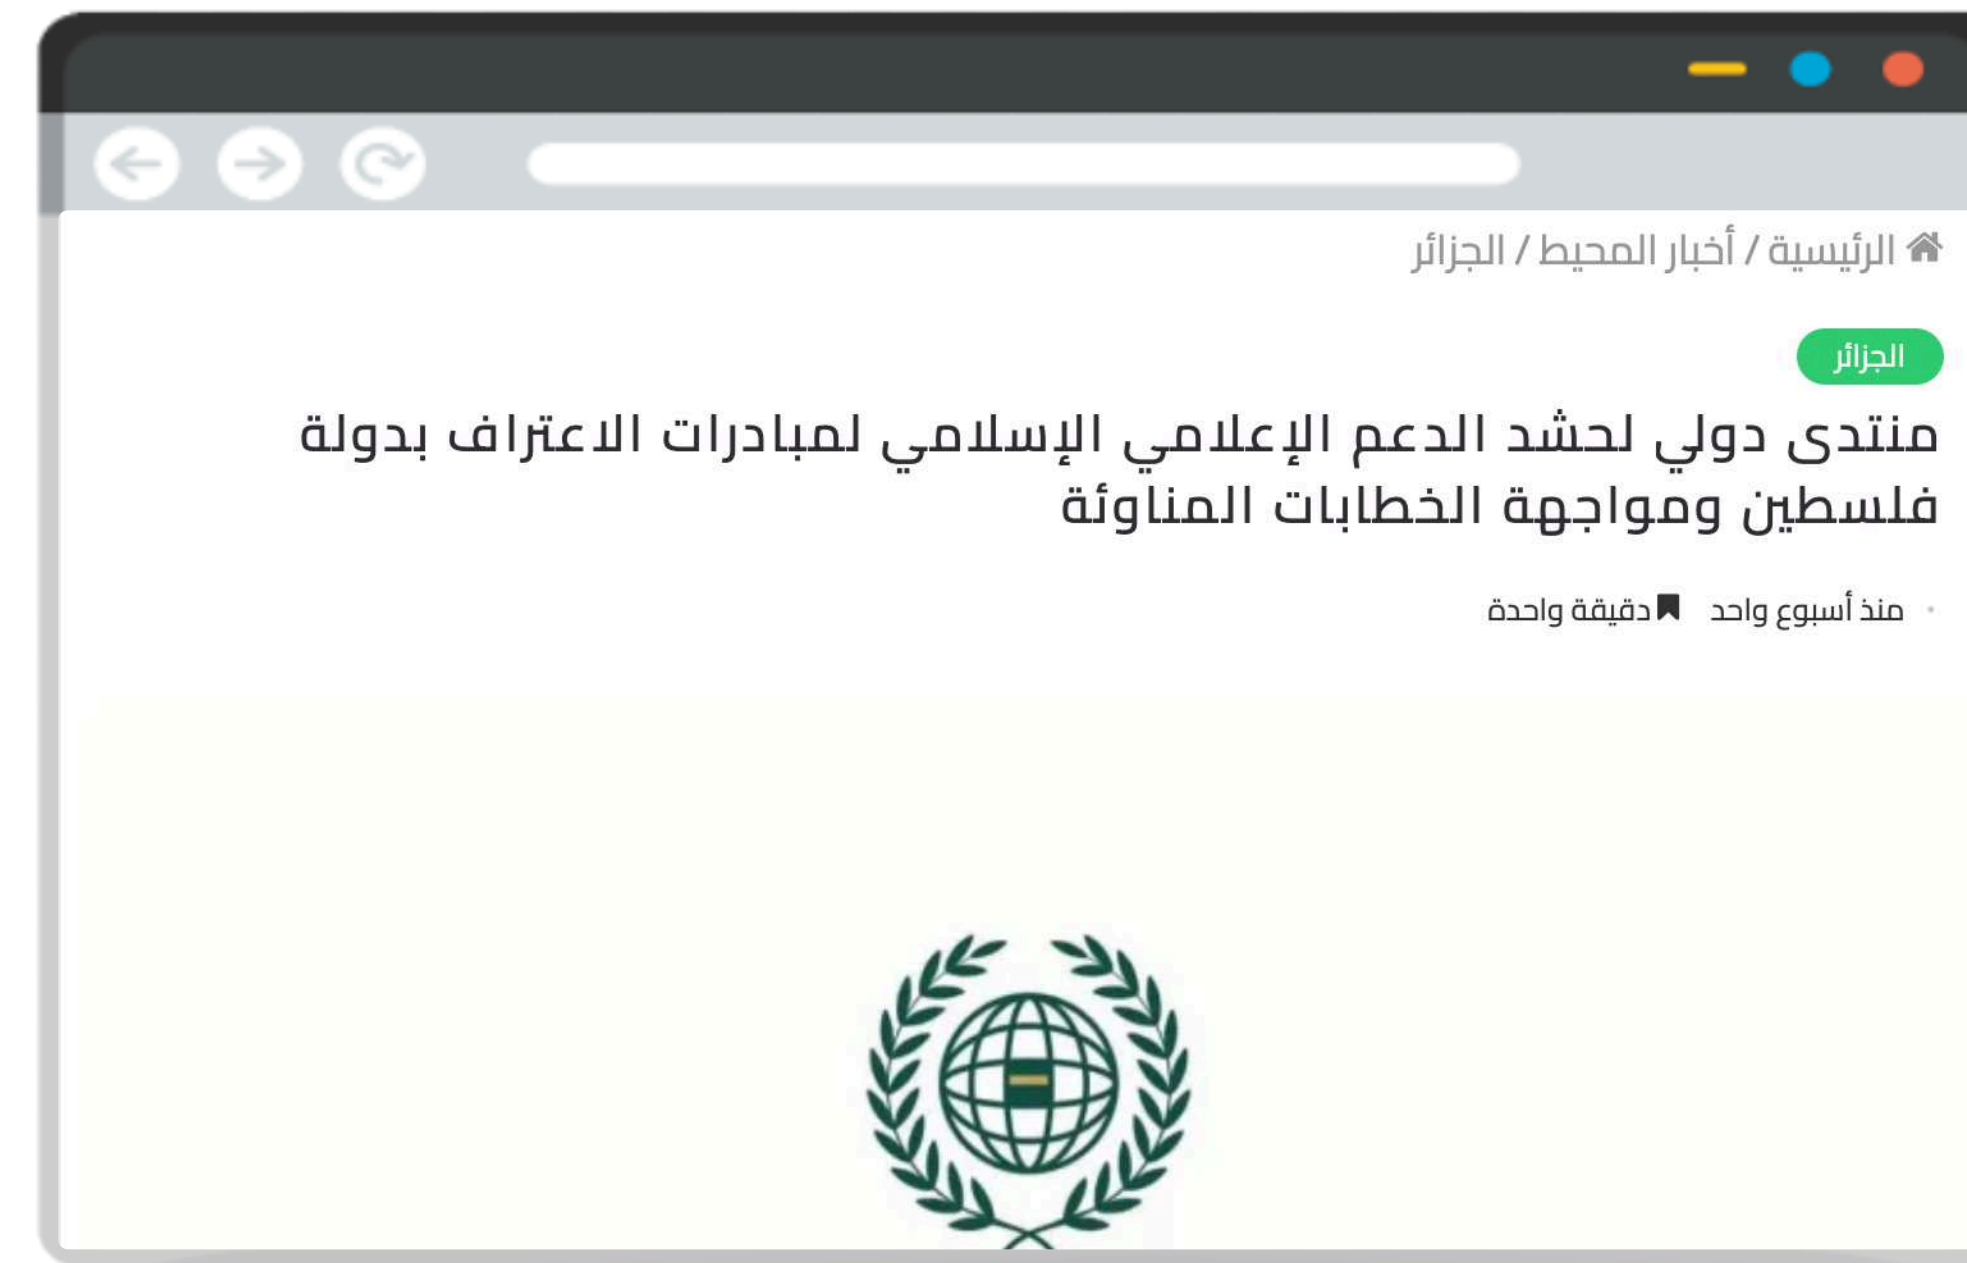 الرئيسية / أخبار المحيط / الجزائر
الجزائر
منتدى دولي لحشد الدعم الإعلامي الإسلامي لمبادرات الاعتراف بدولة
فلسطين ومواجهة الخطابات المناوئة
منذ أسبوع واحد دقيقة واحدة